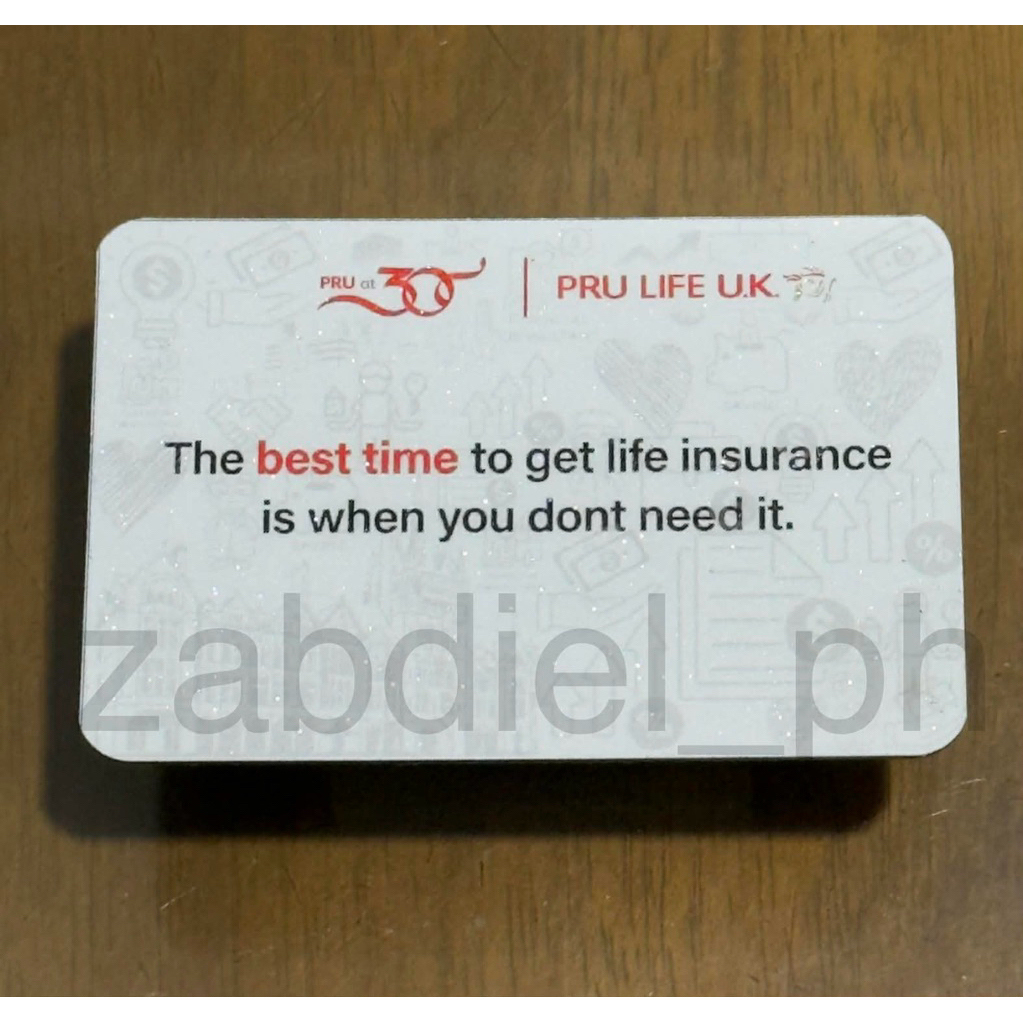 PRU at 30 | PRU LIFE U.K.
The best time to get life insurance
is when you dont need it.
zabdiel_ph